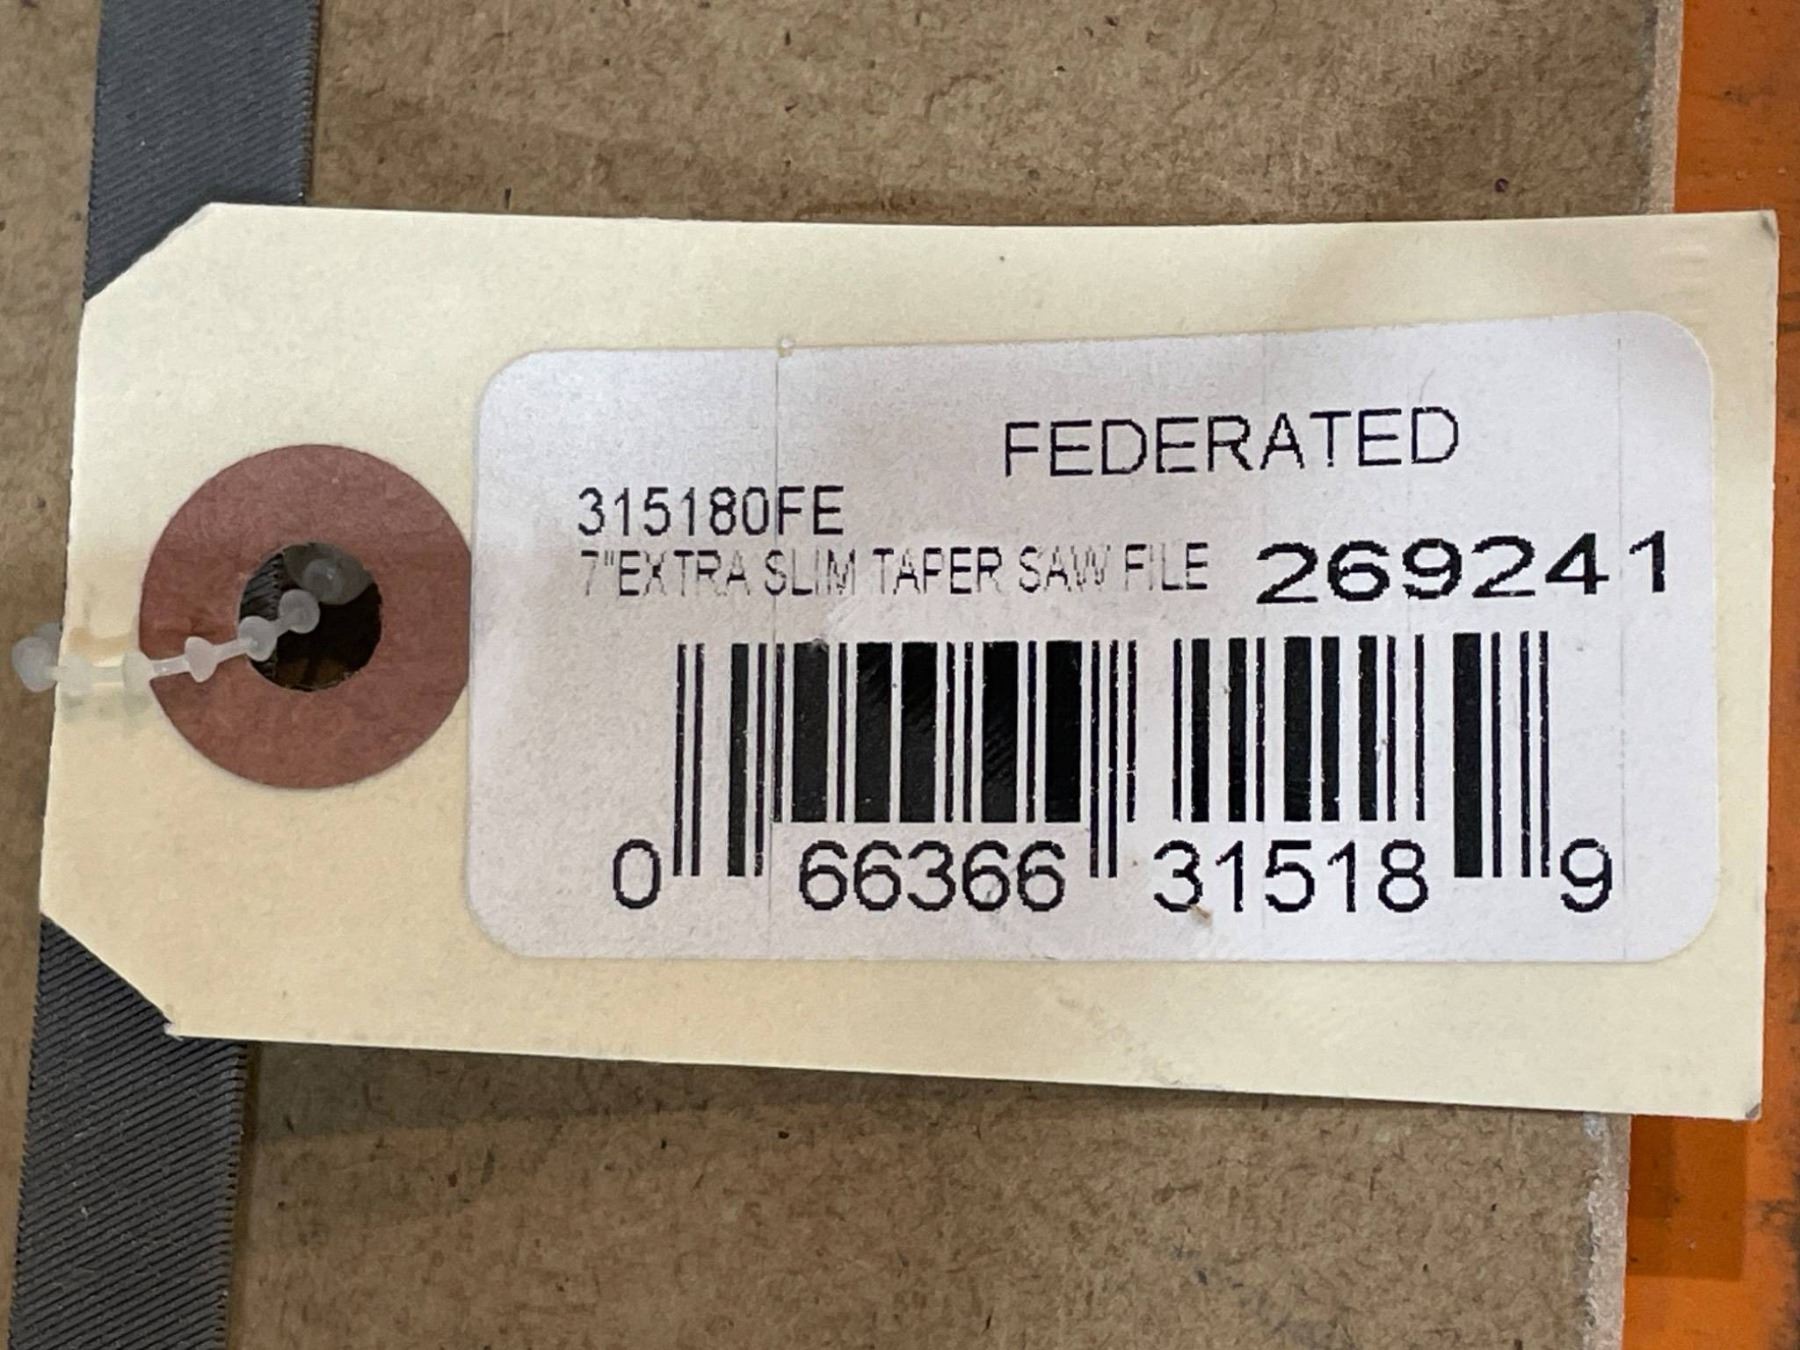 FEDERATED
315180FE
7"EXTRA SLIM TAPER SAW FILE 269241
0 66366 31518 9